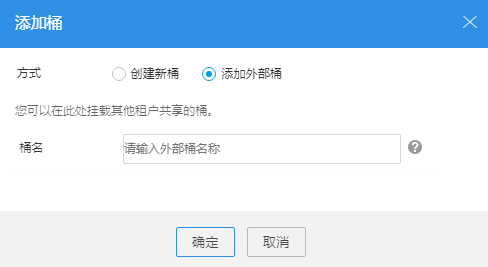 添加桶
方式 创建新桶 添加外部桶
您可以在此处挂载其他租户共享的桶。
桶名 请输入外部桶名称 ?
确定 取消